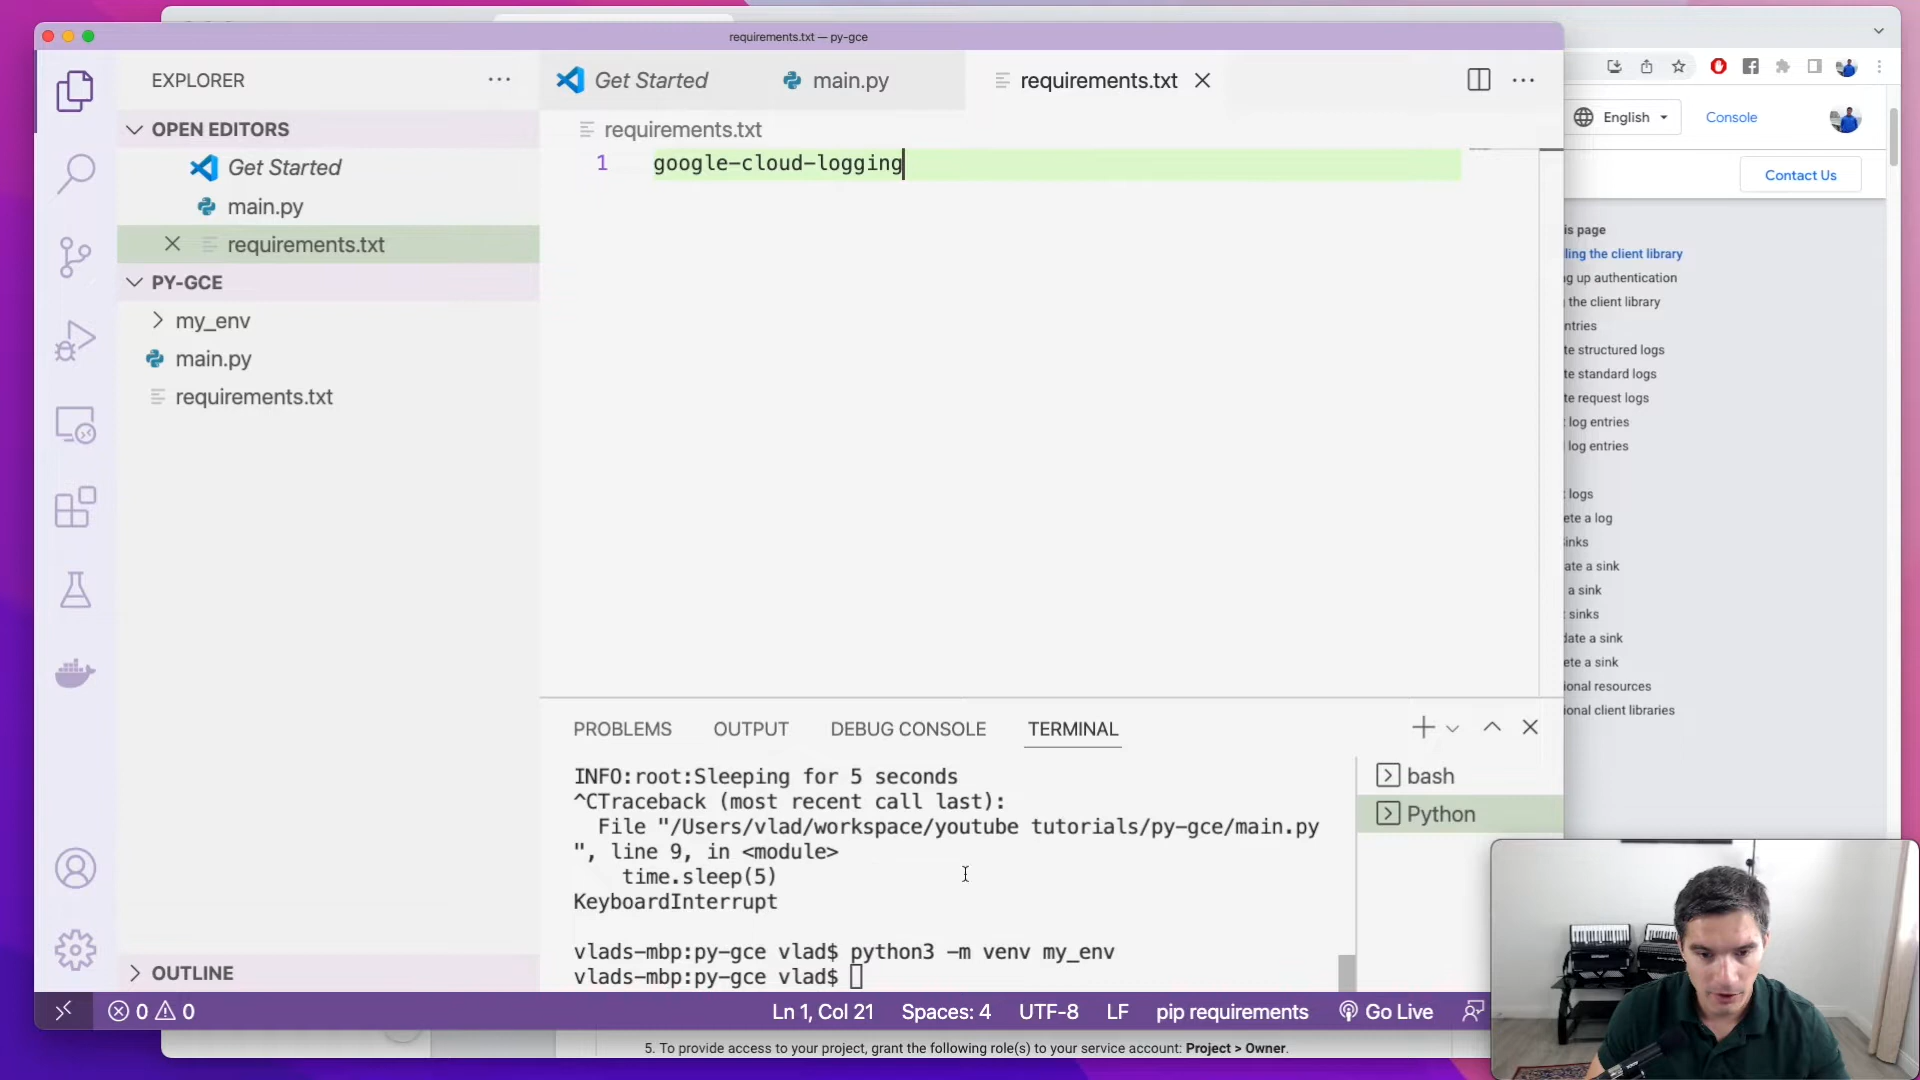 requirements.txt — py-gce
EXPLORER
Get Started
main.py
requirements.txt
OPEN EDITORS
Get Started
main.py
requirements.txt
PY-GCE
my_env
main.py
requirements.txt
OUTLINE
requirements.txt
1 google-cloud-logging
PROBLEMS OUTPUT DEBUG CONSOLE TERMINAL
INFO:root:Sleeping for 5 seconds
^CTraceback (most recent call last):
File "/Users/vlad/workspace/youtube tutorials/py-gce/main.py
", line 9, in <module>
time.sleep(5)
KeyboardInterrupt
vlads-mbp:py-gce vlad$ python3 -m venv my_env
vlads-mbp:py-gce vlad$
bash
Python
0 0
Ln 1, Col 21 Spaces: 4 UTF-8 LF pip requirements Go Live
English
Console
Contact Us
is page
ling the client library
g up authentication
the client library
ntries
te structured logs
te standard logs
te request logs
log entries
log entries
logs
ete a log
inks
ate a sink
a sink
sinks
date a sink
ete a sink
ional resources
ional client libraries
5. To provide access to your project, grant the following role(s) to your service account: Project > Owner.